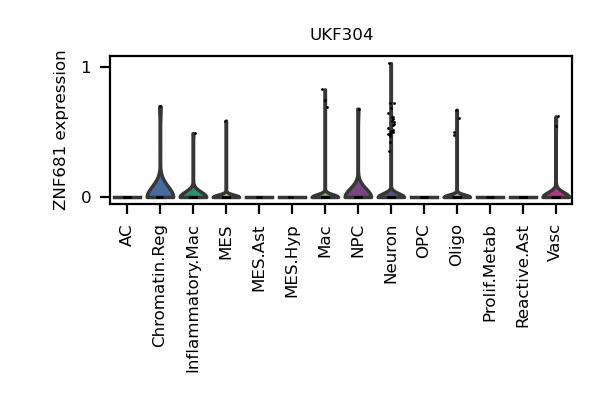 UKF304
ZNF681 expression
1
0
AC
Chromatin.Reg
Inflammatory.Mac
MES
MES.Ast
MES.Hyp
Mac
NPC
Neuron
OPC
Oligo
Prolif.Metab
Reactive.Ast
Vasc